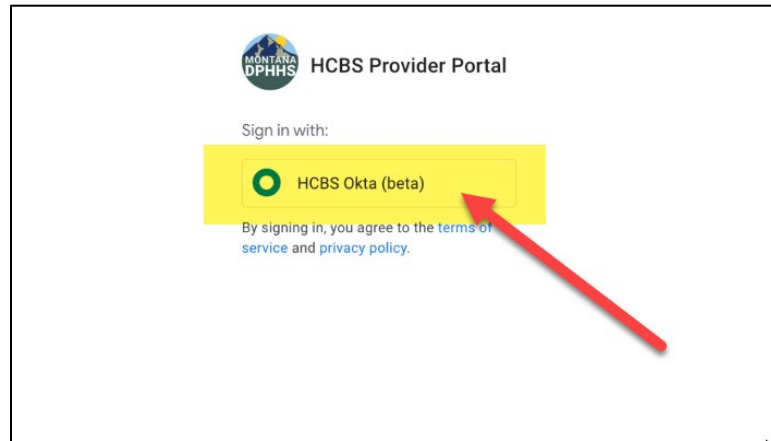 MONTANA
DPHHS
HCBS Provider Portal
Sign in with:
HCBS Okta (beta)
By signing in, you agree to the terms of
service and privacy policy.